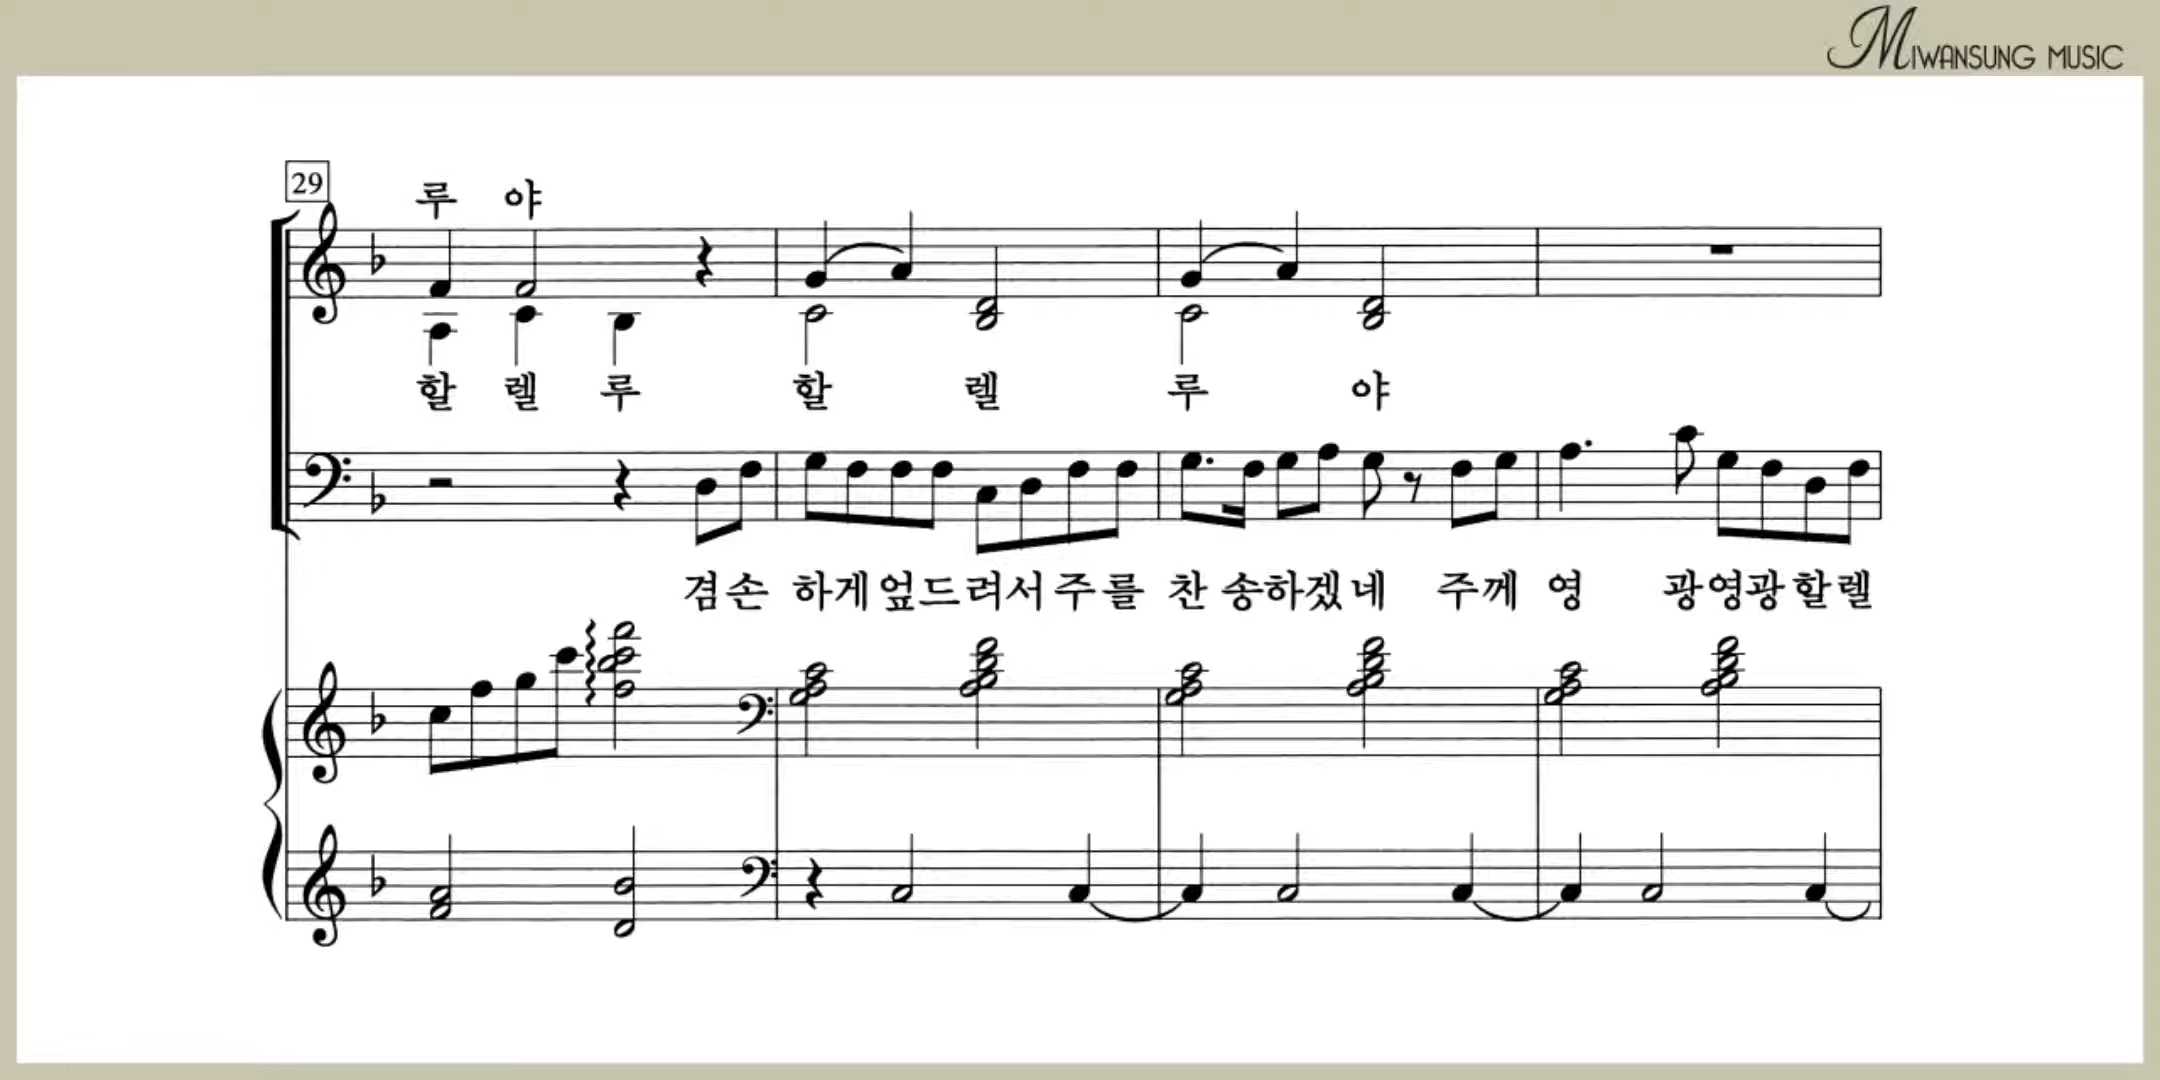 MIWANSUNG MUSIC
29
루 야
할 렐 루 할 렐 루 야
겸손 하게엎드려서주를 찬송하겠네 주께 영 광영광할렐